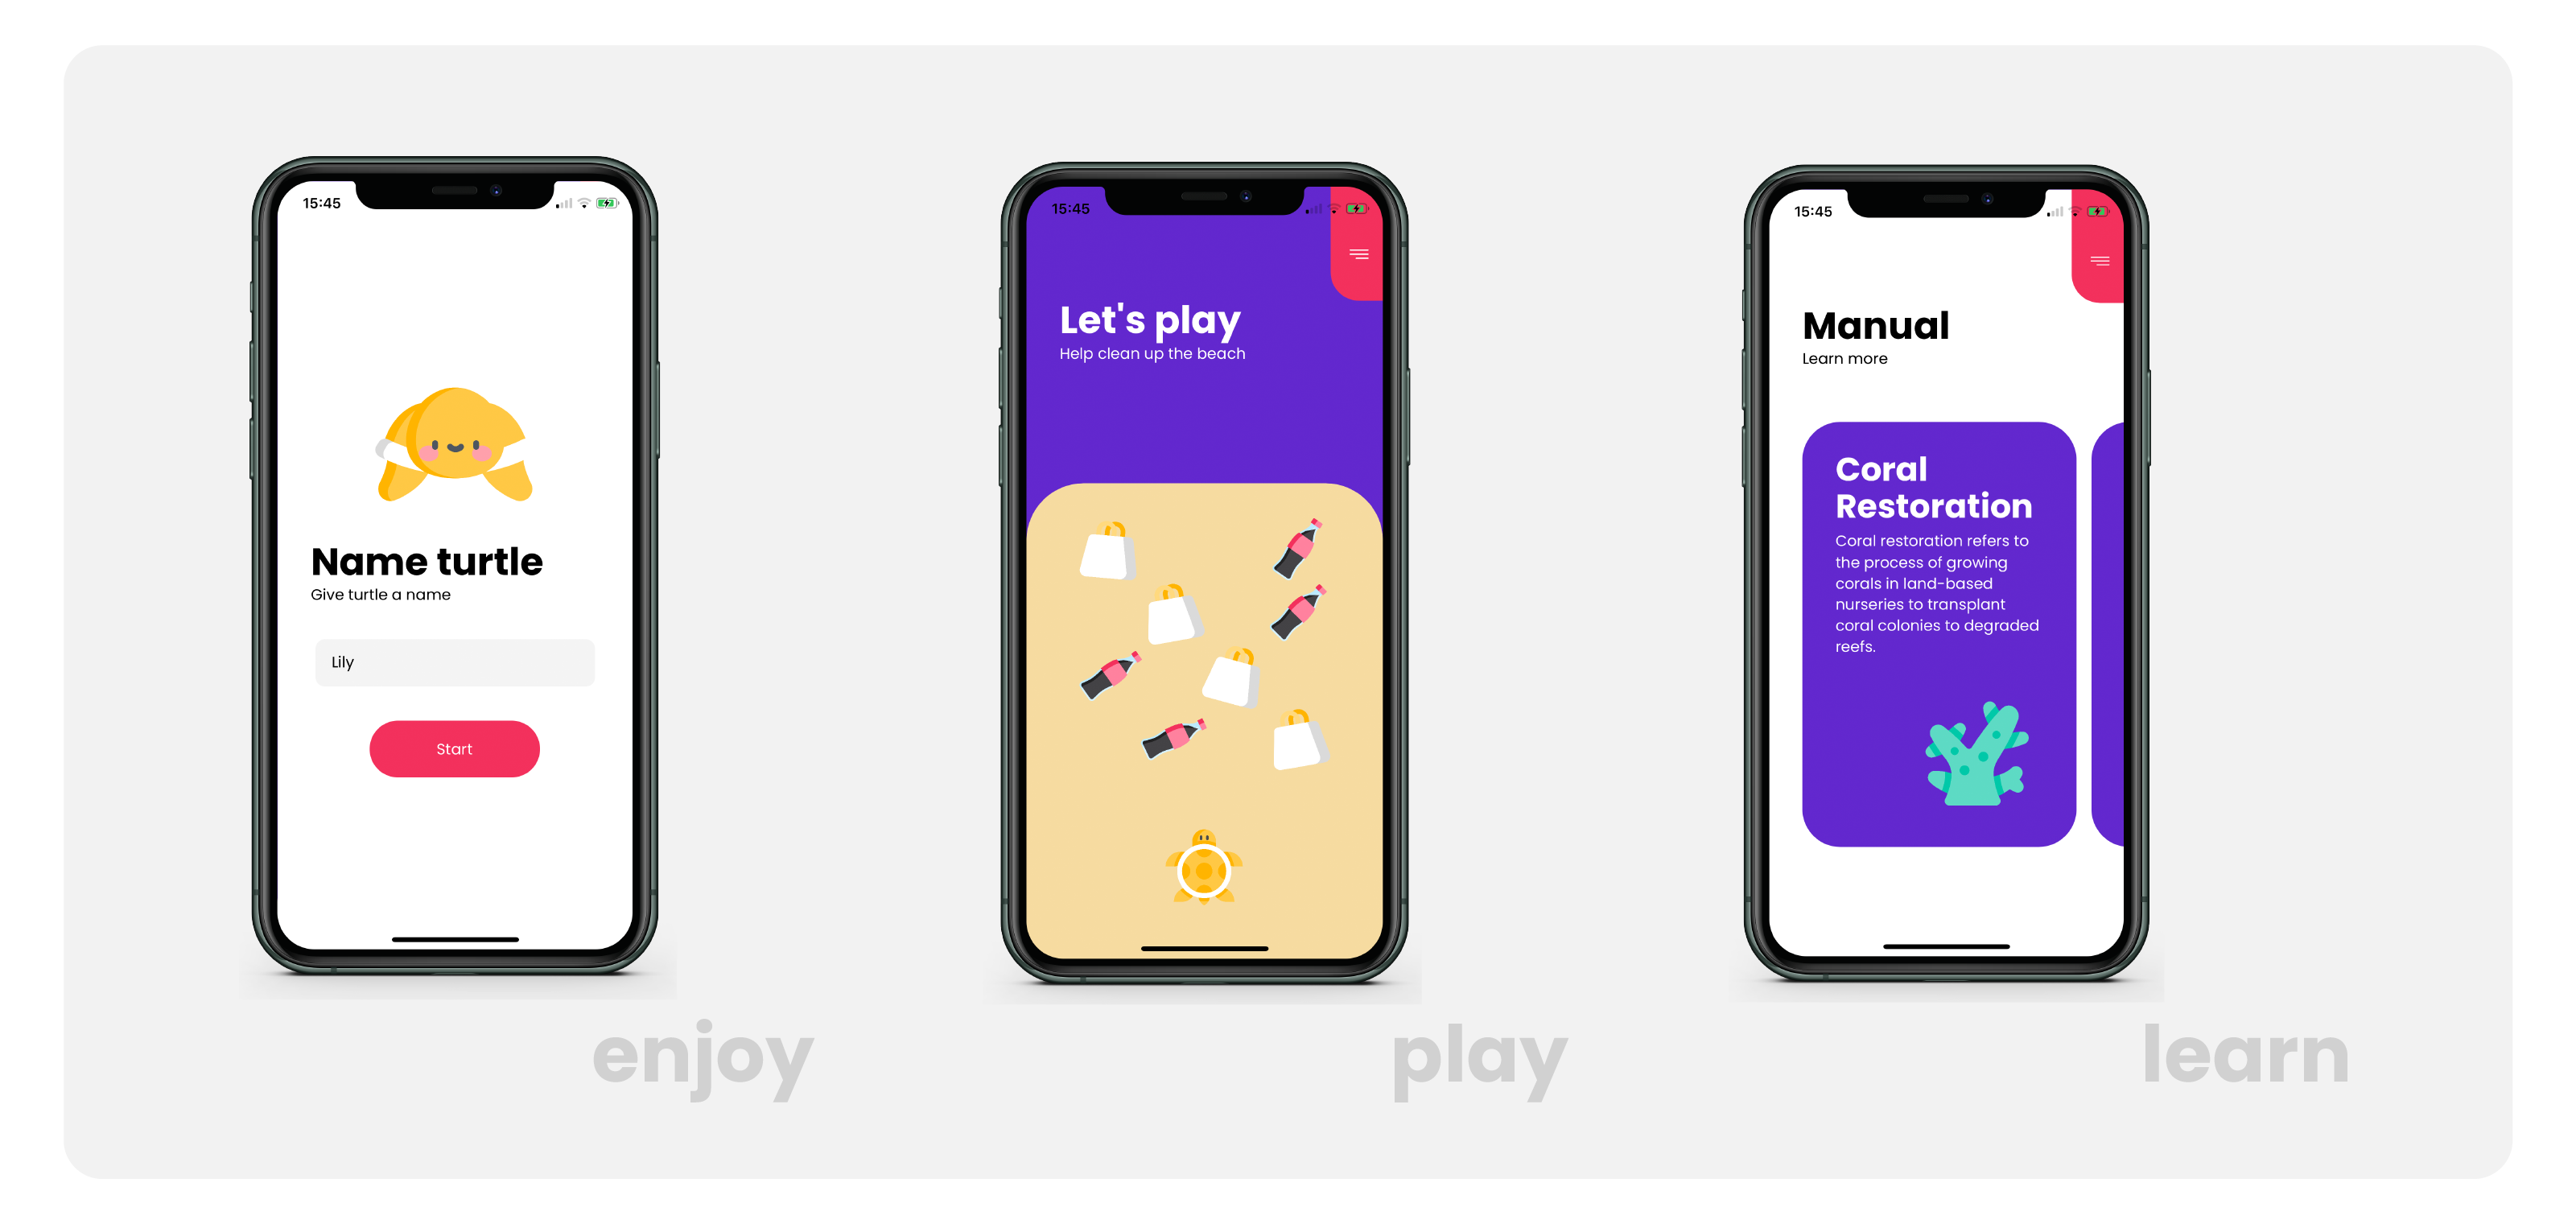 15:45
Name turtle
Give turtle a name
Lily
Start
enjoy
15:45
Let's play
Help clean up the beach
play
15:45
Manual
Learn more
Coral
Restoration
Coral restoration refers to
the process of growing
corals in land-based
nurseries to transplant
coral colonies to degraded
reefs.
learn